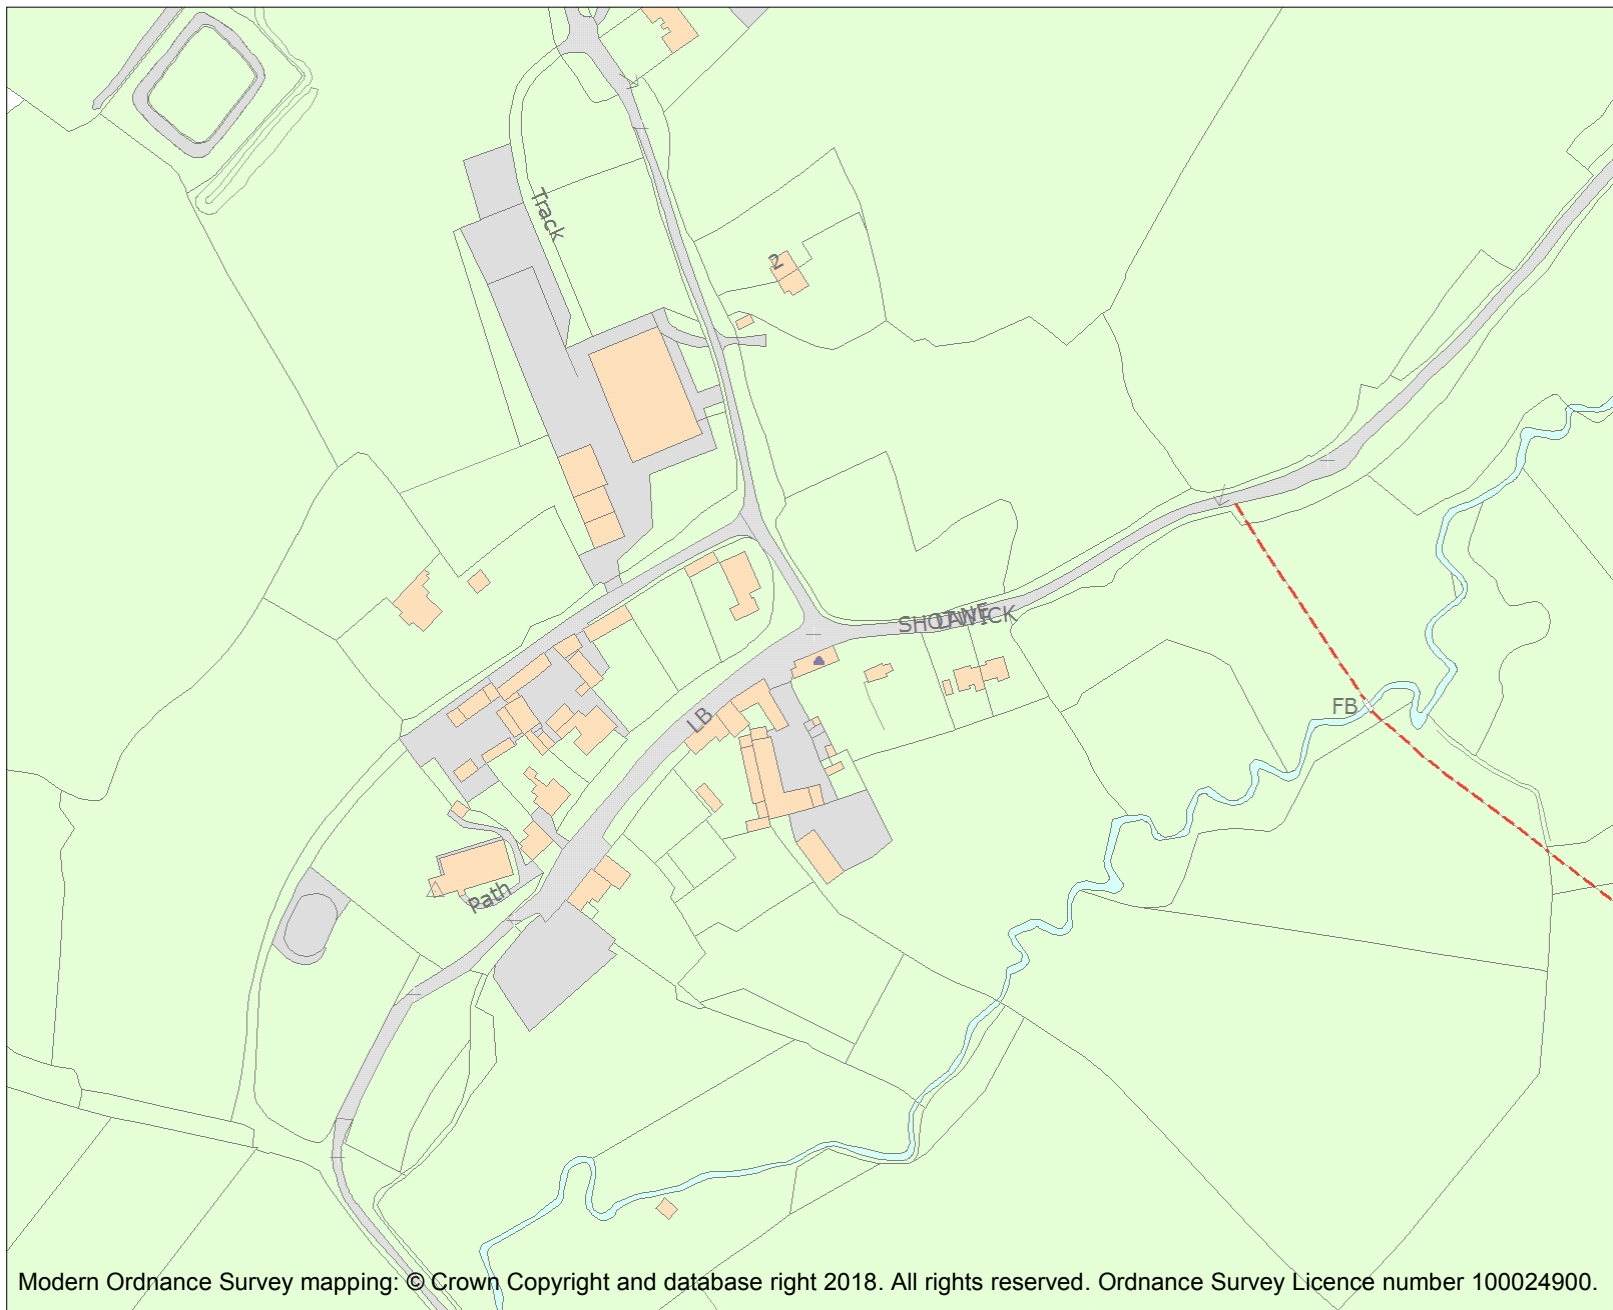 Track
2
SHOTWICK
LANE
LB
FB
Path
Modern Ordnance Survey mapping: © Crown Copyright and database right 2018. All rights reserved. Ordnance Survey Licence number 100024900.